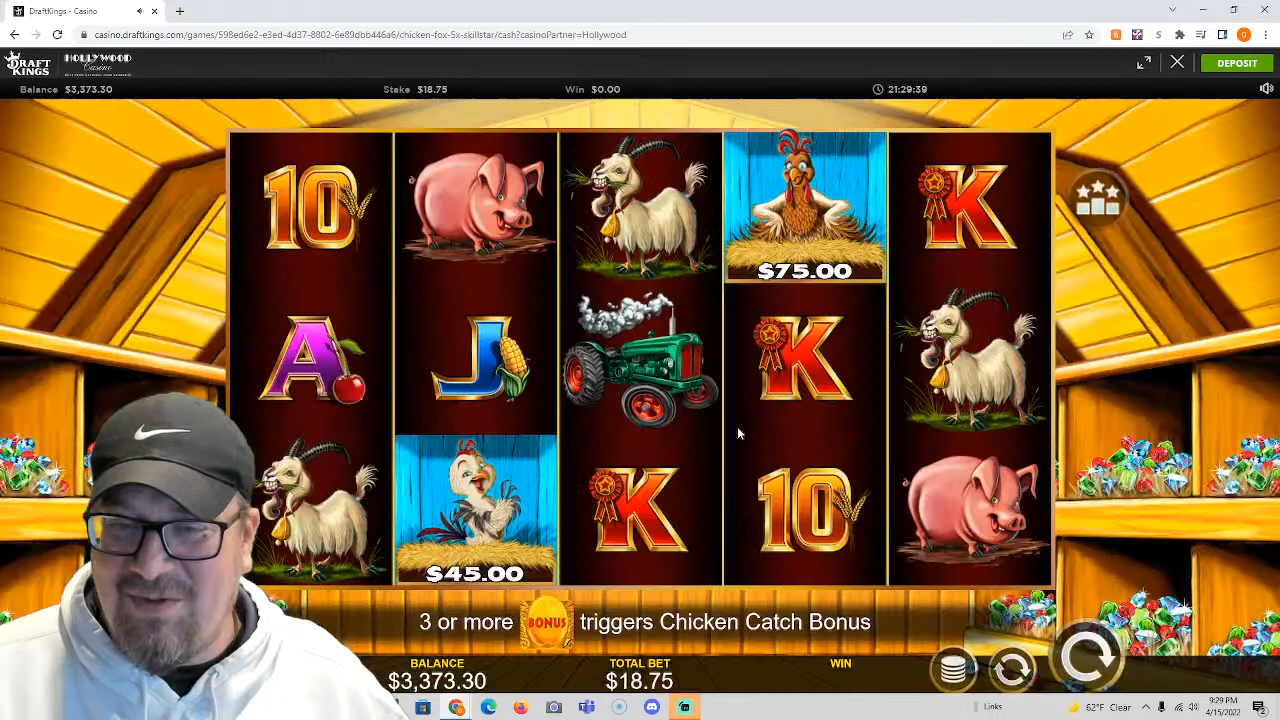 DraftKings - Casino
casino.draftkings.com/games/598ed6e2-e3ed-4d37-8802-6e89dbb446a6/chicken-fox-5x-skillstar/cash?casinoPartner=Hollywood
DRAFT KINGS
HOLLYWOOD Casino
DEPOSIT
Balance $3,373.30 Stake $18.75 Win $0.00 21:29:39
10 K
$75.00
A J K
K 10
$45.00
3 or more BONUS triggers Chicken Catch Bonus
BALANCE TOTAL BET WIN
$3,373.30 $18.75
Links 62°F Clear 9:29 PM
4/15/2022